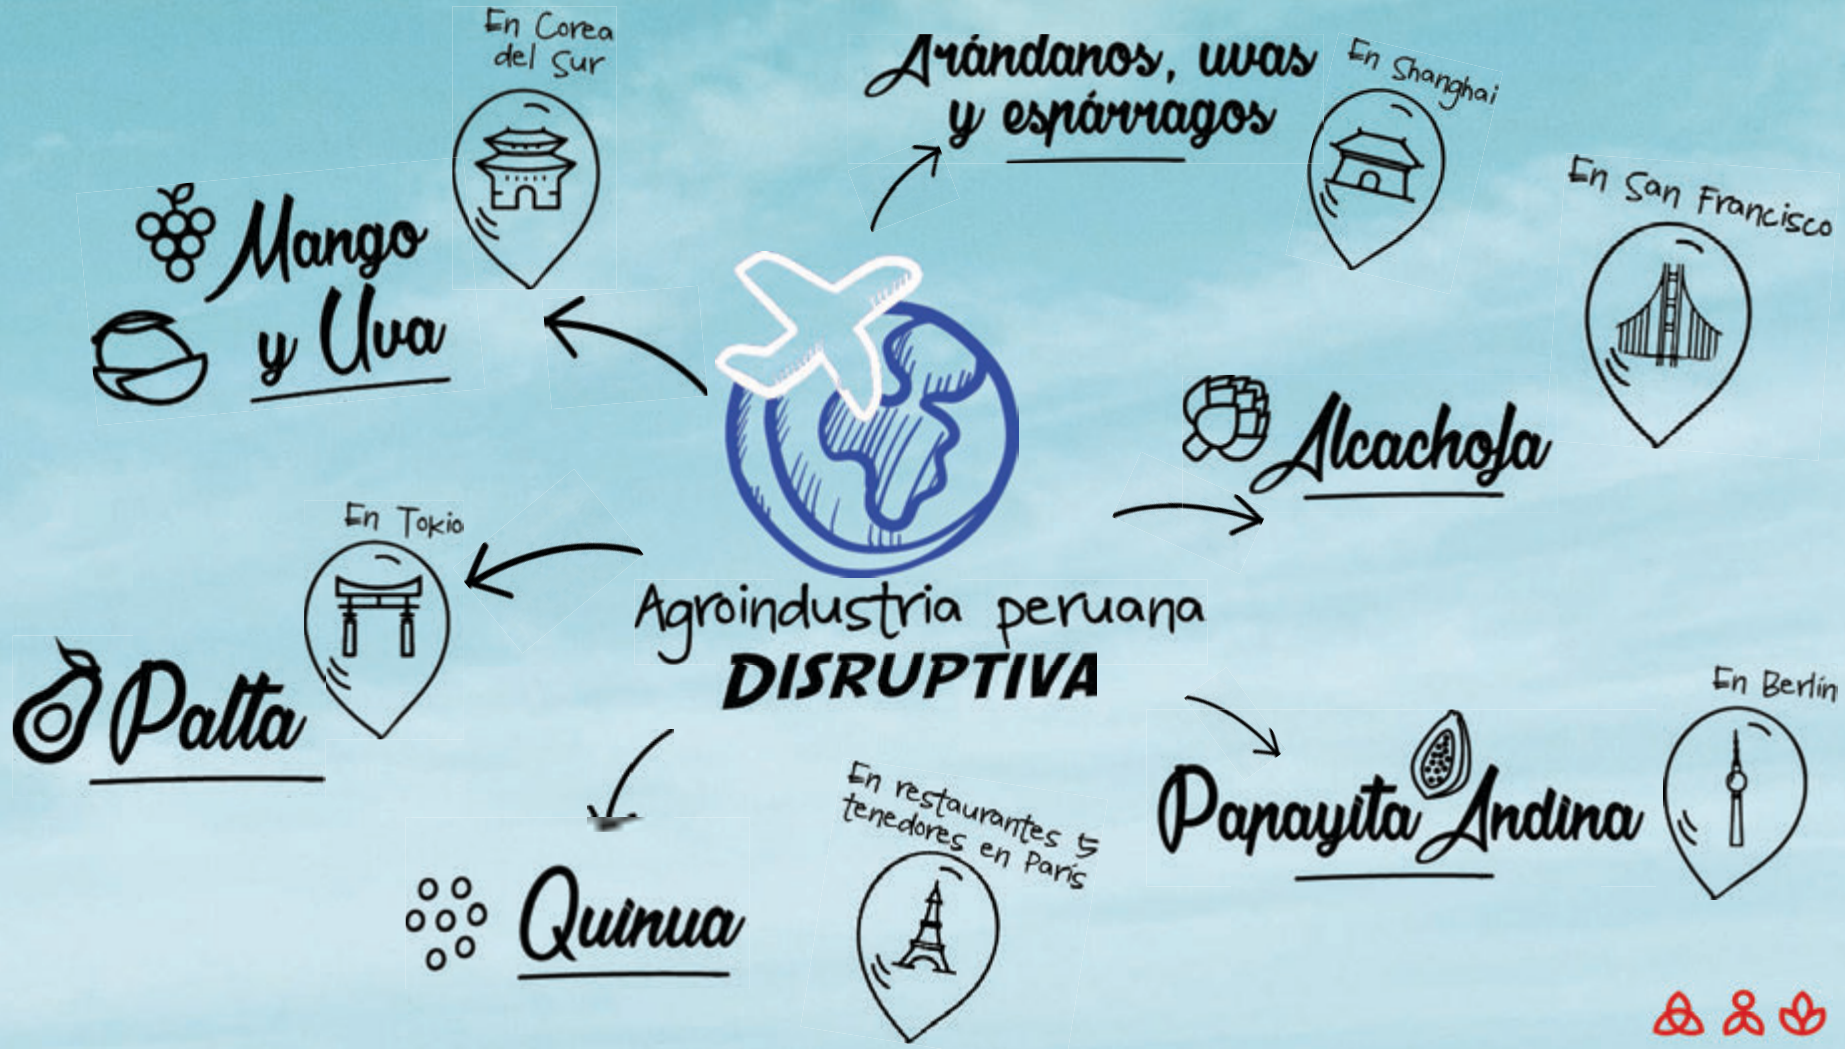 En Corea
del Sur
Mango
y Uva
Arándanos, uvas
y espárragos
En Shanghai
En San Francisco
Alcachofa
En Tokio
Palta
Agroindustria peruana
DISRUPTIVA
En Berlín
Papayita Andina
En restaurantes 5
tenedores en París
Quinua